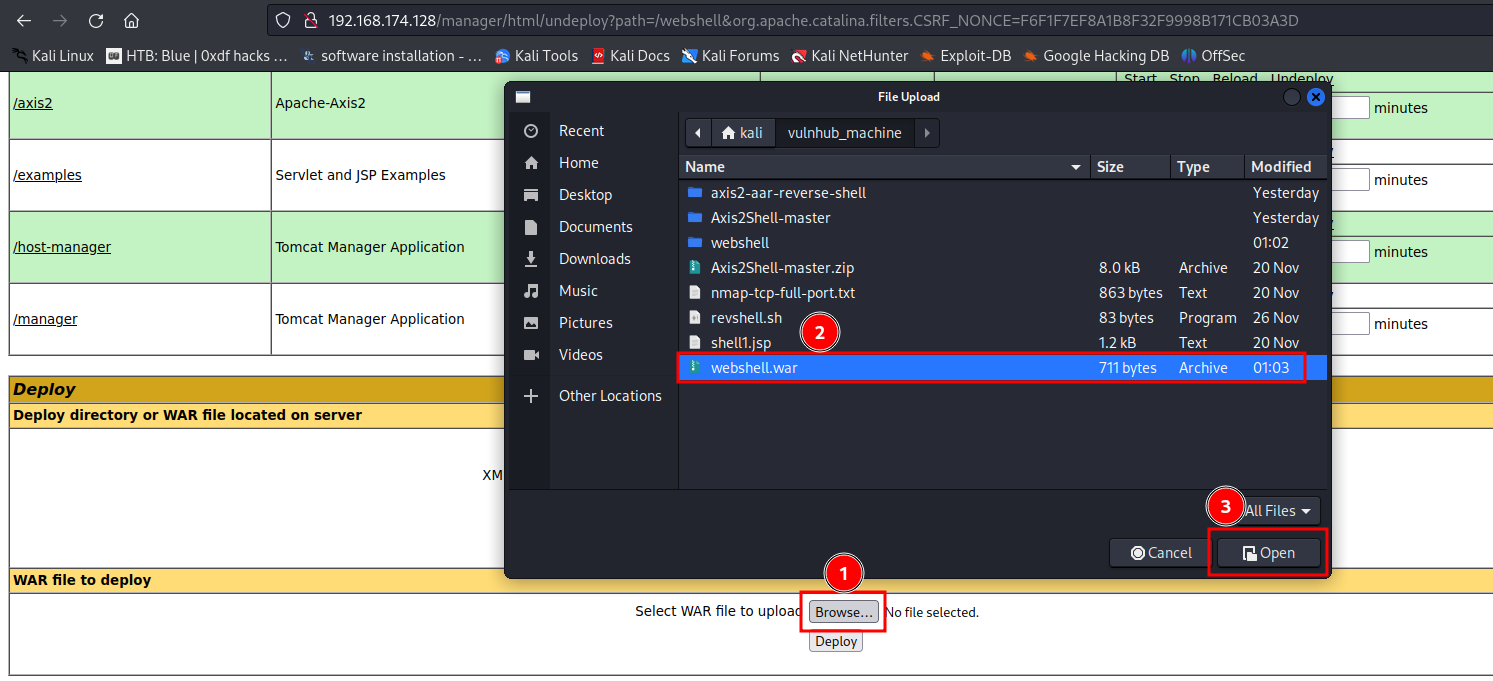 192.168.174.128/manager/html/undeploy?path=/webshell&org.apache.catalina.filters.CSRF_NONCE=F6F1F7EF8A1B8F32F9998B171CB03A3D
Kali Linux HTB: Blue | 0xdf hacks ... software installation - ... Kali Tools Kali Docs Kali Forums Kali NetHunter Exploit-DB Google Hacking DB OffSec
Start Stop Reload Undeploy
/axis2 Apache-Axis2 minutes
/examples Servlet and JSP Examples minutes
/host-manager Tomcat Manager Application minutes
/manager Tomcat Manager Application minutes
File Upload
Recent
Home
Desktop
Documents
Downloads
Music
Pictures
Videos
Other Locations
kali vulnhub_machine
Name Size Type Modified
axis2-aar-reverse-shell Yesterday
Axis2Shell-master Yesterday
webshell 01:02
Axis2Shell-master.zip 8.0 kB Archive 20 Nov
nmap-tcp-full-port.txt 863 bytes Text 20 Nov
revshell.sh 83 bytes Program 26 Nov
shell1.jsp 1.2 kB Text 20 Nov
2
webshell.war 711 bytes Archive 01:03
3
All Files
Cancel Open
Deploy
Deploy directory or WAR file located on server
XM
WAR file to deploy
1
Select WAR file to upload Browse... No file selected.
Deploy